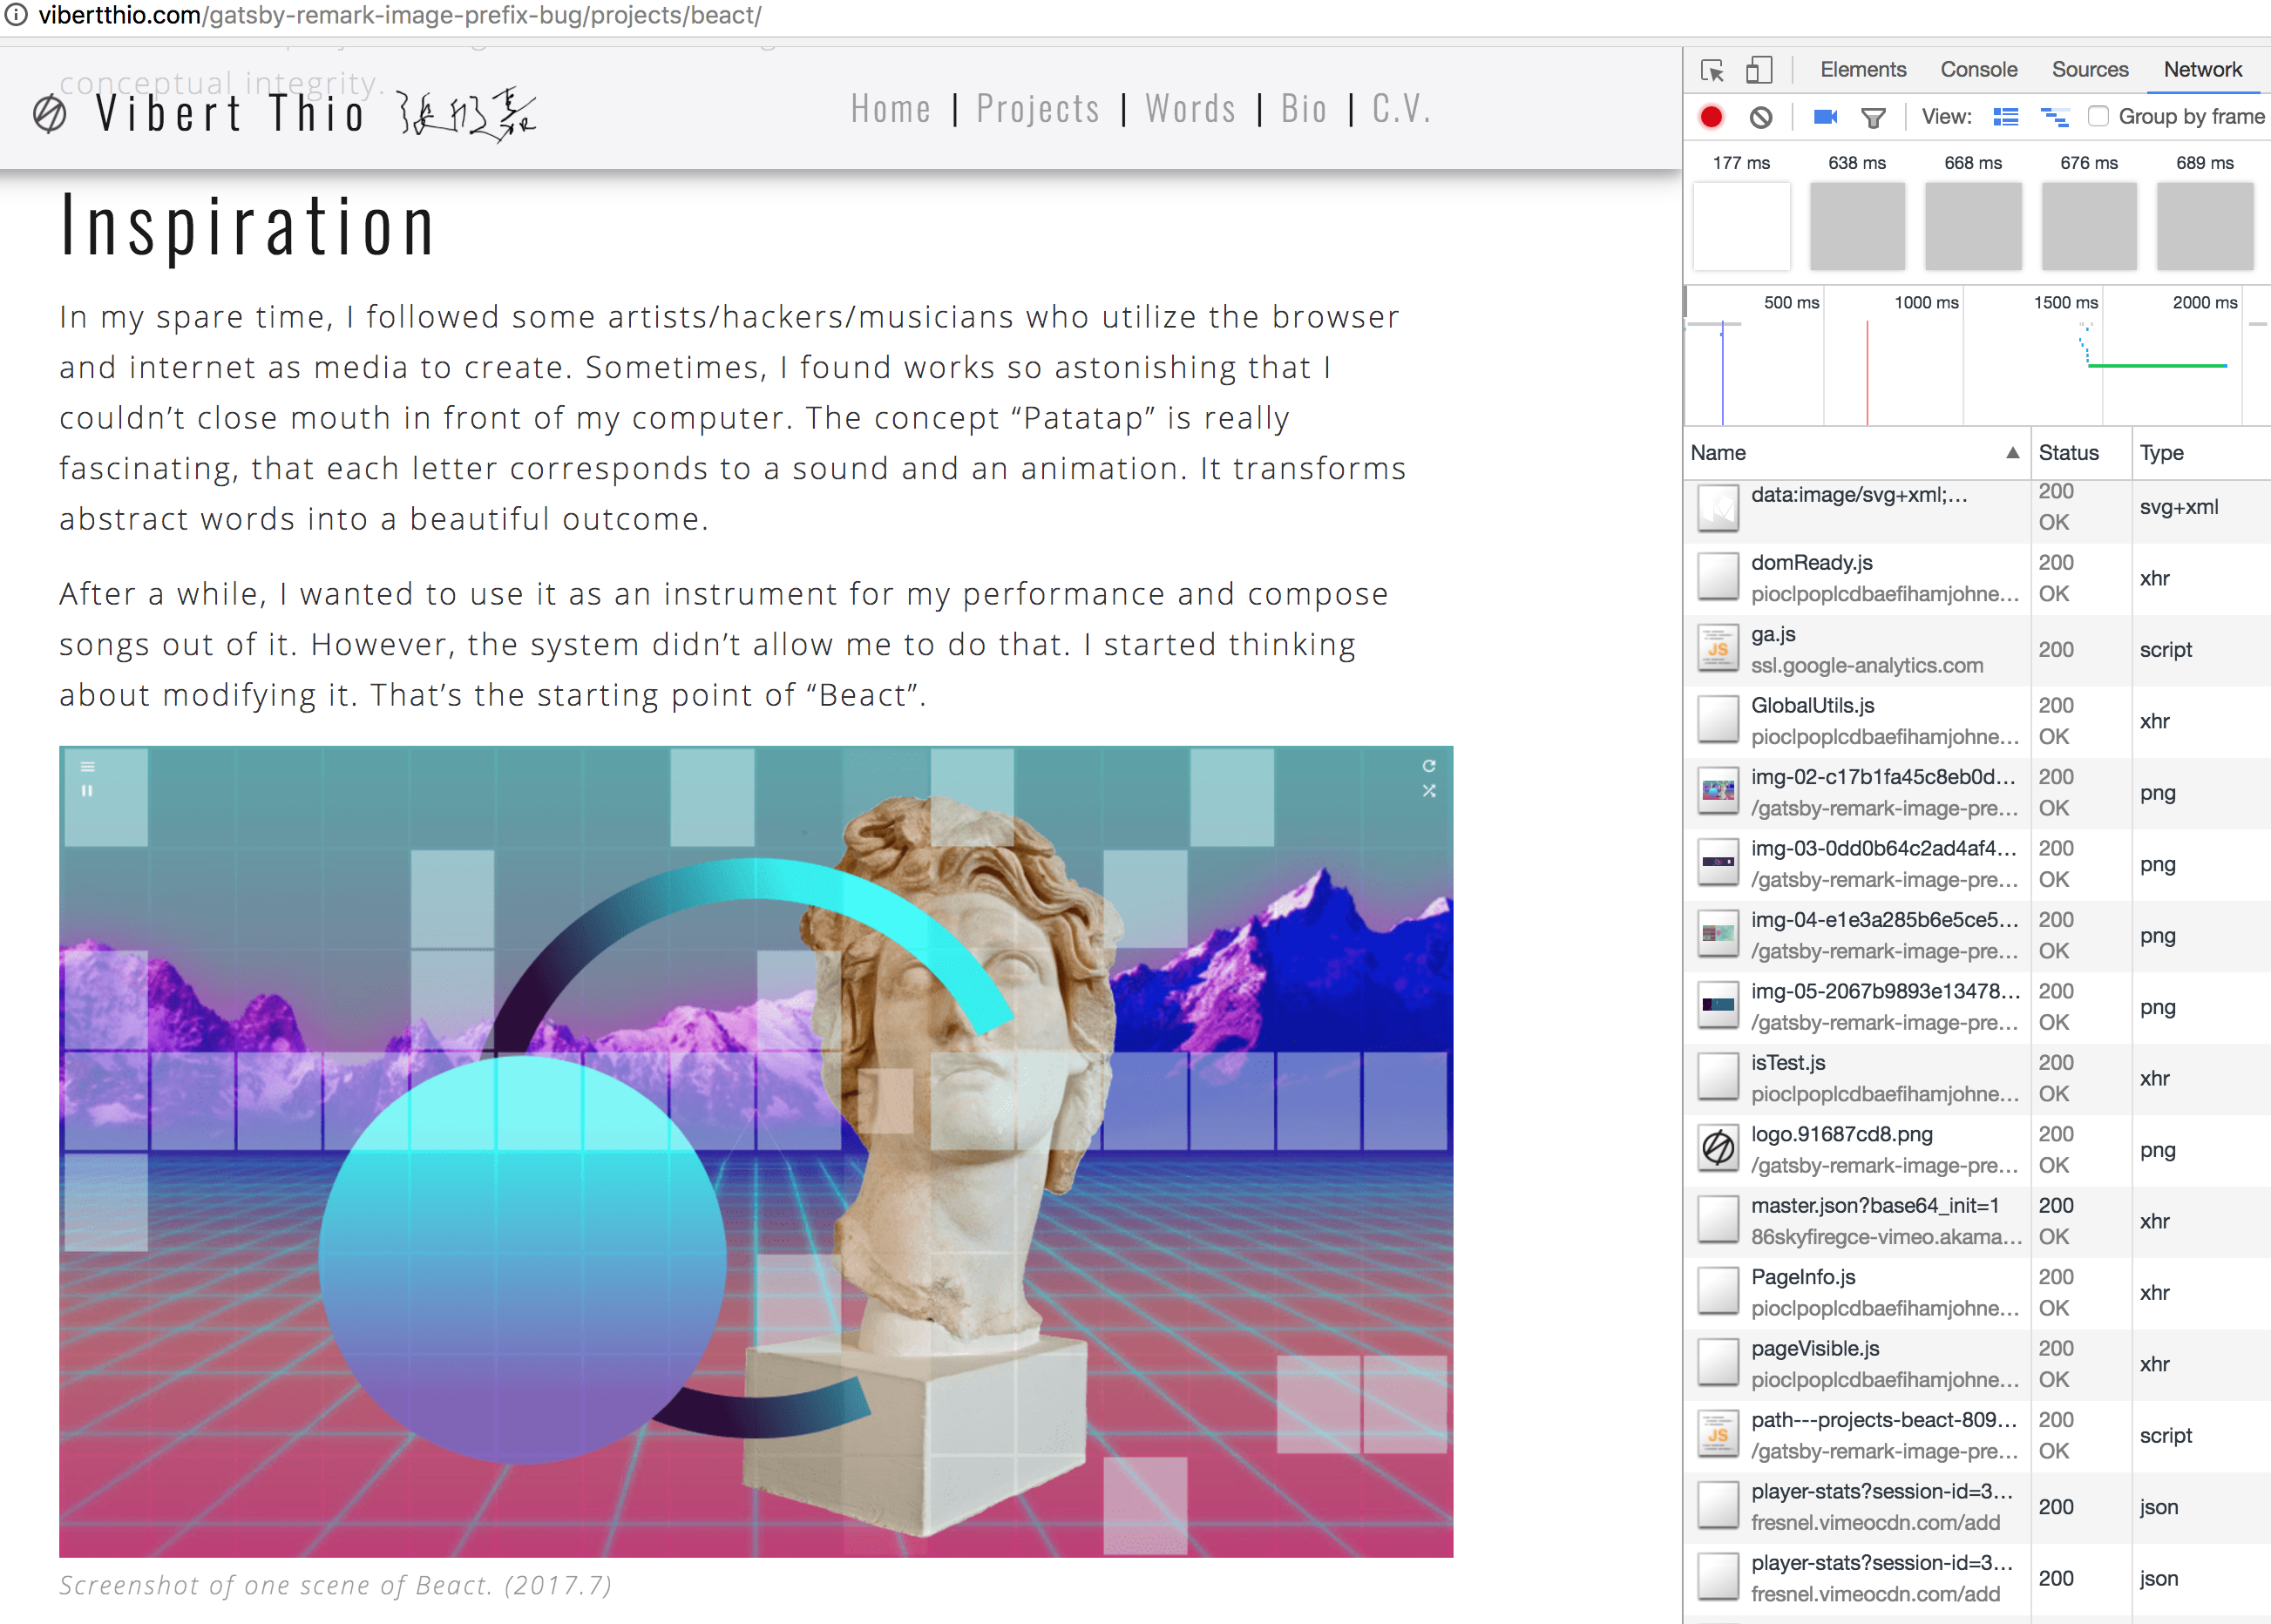 vibertthio.com/gatsby-remark-image-prefix-bug/projects/beact/
conceptual integrity.
Vibert Thio
Home | Projects | Words | Bio | C.V.
Inspiration
In my spare time, I followed some artists/hackers/musicians who utilize the browser
and internet as media to create. Sometimes, I found works so astonishing that I
couldn’t close mouth in front of my computer. The concept “Patatap” is really
fascinating, that each letter corresponds to a sound and an animation. It transforms
abstract words into a beautiful outcome.
After a while, I wanted to use it as an instrument for my performance and compose
songs out of it. However, the system didn’t allow me to do that. I started thinking
about modifying it. That’s the starting point of “Beact”.
Screenshot of one scene of Beact. (2017.7)
Elements Console Sources Network
View: Group by frame
177 ms 638 ms 668 ms 676 ms 689 ms
500 ms 1000 ms 1500 ms 2000 ms
Name ▲ Status Type
data:image/svg+xml;… 200 OK svg+xml
domReady.js 200 xhr
pioclpoplcdbaefihamjohne… OK
ga.js 200 script
ssl.google-analytics.com
GlobalUtils.js 200 xhr
pioclpoplcdbaefihamjohne… OK
img-02-c17b1fa45c8eb0d… 200 png
/gatsby-remark-image-pre… OK
img-03-0dd0b64c2ad4af4… 200 png
/gatsby-remark-image-pre… OK
img-04-e1e3a285b6e5ce5… 200 png
/gatsby-remark-image-pre… OK
img-05-2067b9893e13478… 200 png
/gatsby-remark-image-pre… OK
isTest.js 200 xhr
pioclpoplcdbaefihamjohne… OK
logo.91687cd8.png 200 png
/gatsby-remark-image-pre… OK
master.json?base64_init=1 200 xhr
86skyfiregce-vimeo.akama… OK
PageInfo.js 200 xhr
pioclpoplcdbaefihamjohne… OK
pageVisible.js 200 xhr
pioclpoplcdbaefihamjohne… OK
path---projects-beact-809… 200 script
/gatsby-remark-image-pre… OK
player-stats?session-id=3… 200 json
fresnel.vimeocdn.com/add
player-stats?session-id=3… 200 json
fresnel.vimeocdn.com/add